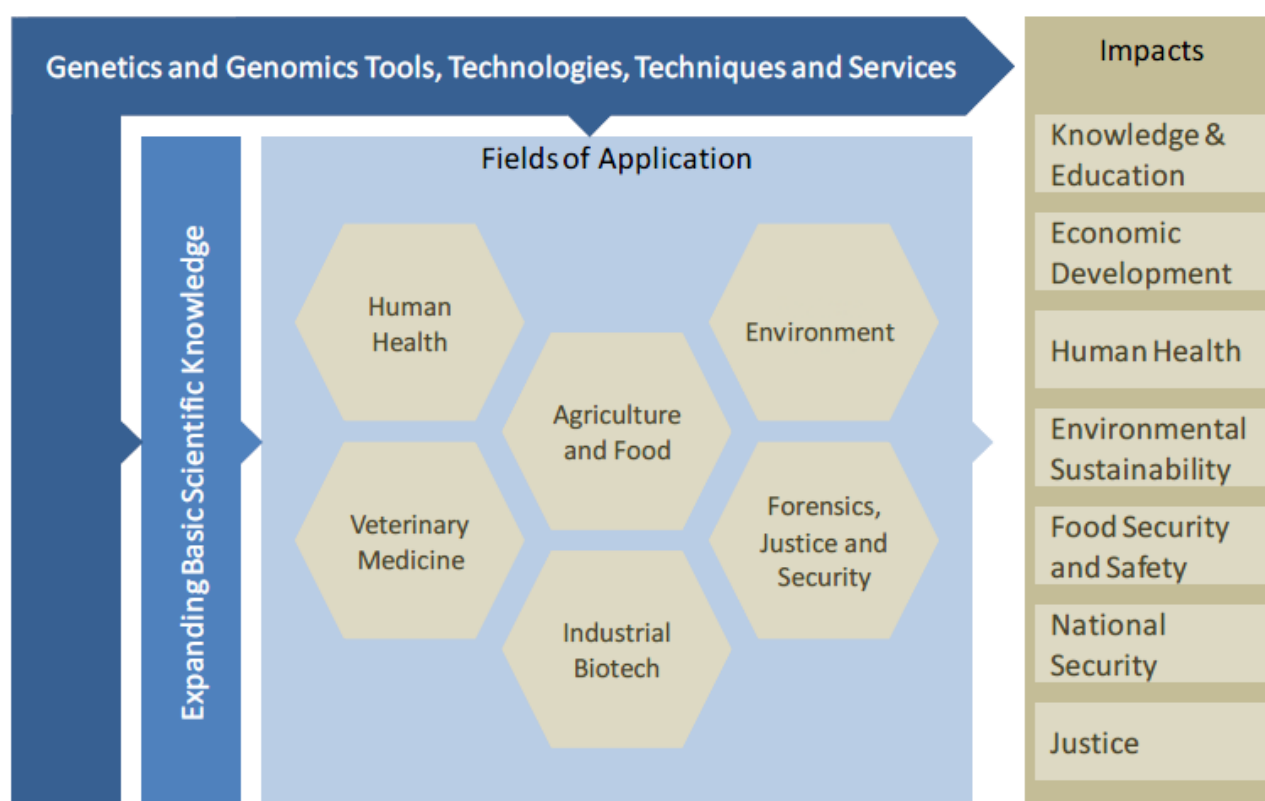 Genetics and Genomics Tools, Technologies, Techniques and Services
Expanding Basic Scientific Knowledge
Fields of Application
Human
Health
Environment
Agriculture
and Food
Veterinary
Medicine
Forensics,
Justice and
Security
Industrial
Biotech
Impacts
Knowledge &
Education
Economic
Development
Human Health
Environmental
Sustainability
Food Security
and Safety
National
Security
Justice